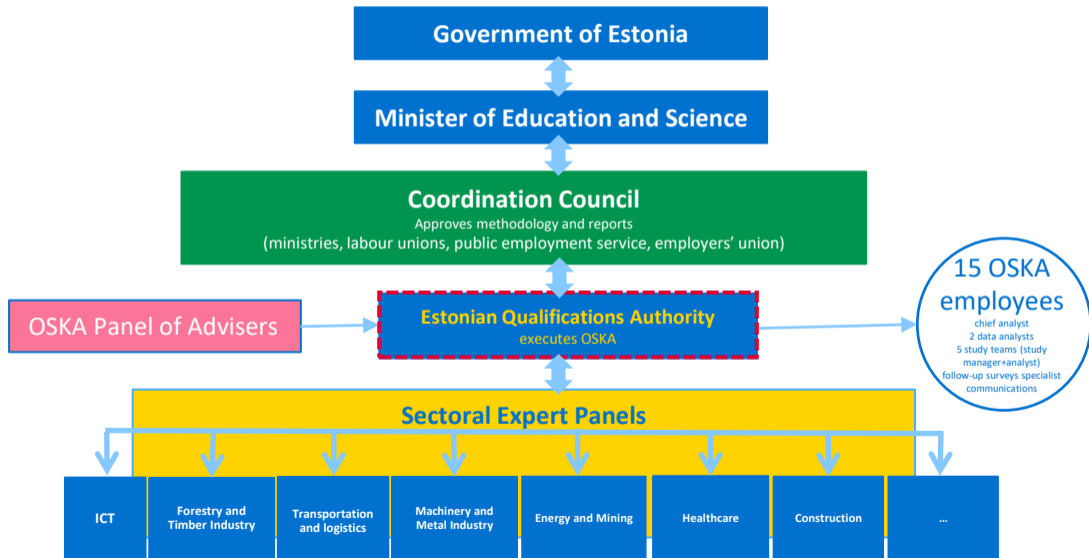 Government of Estonia
Minister of Education and Science
Coordination Council
Approves methodology and reports
(ministries, labour unions, public employment service, employers’ union)
OSKA Panel of Advisers
Estonian Qualifications Authority
executes OSKA
15 OSKA
employees
chief analyst
2 data analysts
5 study teams (study
manager+analyst)
follow-up surveys specialist
communications
Sectoral Expert Panels
ICT
Forestry and
Timber Industry
Transportation
and logistics
Machinery and
Metal Industry
Energy and Mining
Healthcare
Construction
...